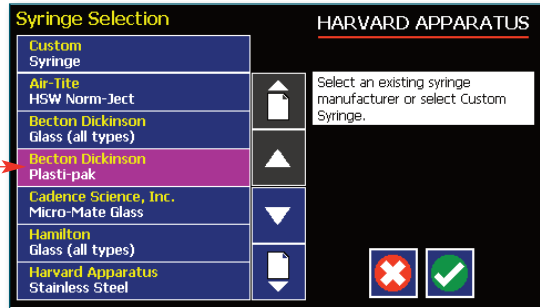 Syringe Selection
HARVARD APPARATUS
Custom
Syringe
Air-Tite
HSW Norm-Ject
Becton Dickinson
Glass (all types)
Becton Dickinson
Plasti-pak
Cadence Science, Inc.
Micro-Mate Glass
Hamilton
Glass (all types)
Harvard Apparatus
Stainless Steel
Select an existing syringe
manufacturer or select Custom
Syringe.